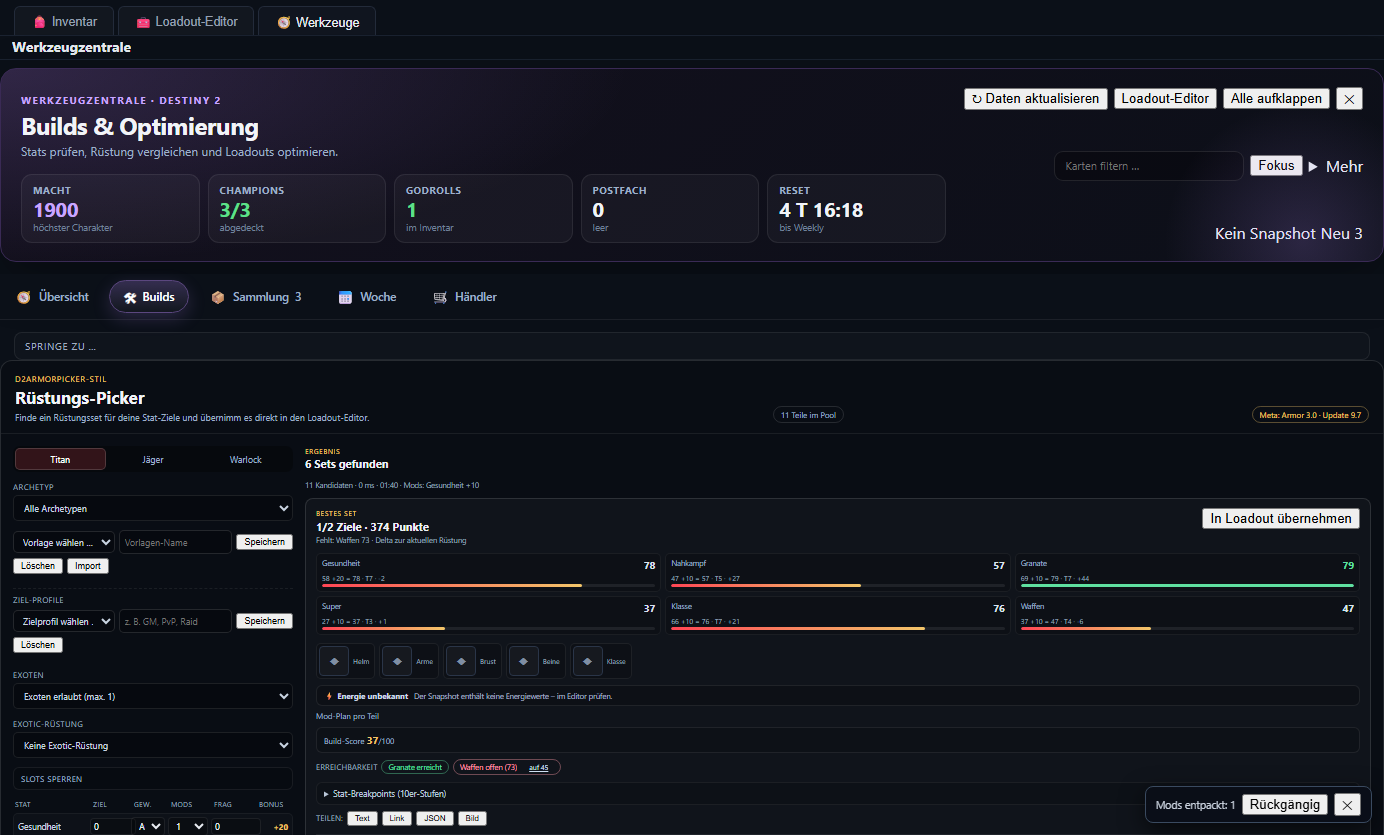 Inventar
Loadout-Editor
Werkzeuge
Werkzeugzentrale
WERKZEUGZENTRALE · DESTINY 2
Builds & Optimierung
Stats prüfen, Rüstung vergleichen und Loadouts optimieren.
↻ Daten aktualisieren
Loadout-Editor
Alle aufklappen
Karten filtern ...
Fokus
Mehr
MACHT
1900
höchster Charakter
CHAMPIONS
3/3
abgedeckt
GODROLLS
1
im Inventar
POSTFACH
0
leer
RESET
4 T 16:18
bis Weekly
Kein Snapshot Neu 3
Übersicht
Builds
Sammlung 3
Woche
Händler
SPRINGE ZU ...
D2ARMORPICKER-STIL
Rüstungs-Picker
Finde ein Rüstungsset für deine Stat-Ziele und übernimm es direkt in den Loadout-Editor.
11 Teile im Pool
Meta: Armor 3.0 · Update 9.7
Titan
Jäger
Warlock
ARCHETYP
Alle Archetypen
Vorlage wählen ...
Vorlagen-Name
Speichern
Löschen
Import
ZIEL-PROFILE
Zielprofil wählen .
z. B. GM, PvP, Raid
Speichern
Löschen
EXOTEN
Exoten erlaubt (max. 1)
EXOTIC-RÜSTUNG
Keine Exotic-Rüstung
SLOTS SPERREN
STAT ZIEL GEW. MODS FRAG BONUS
Gesundheit 0 A 1 0 +20
ERGEBNIS
6 Sets gefunden
11 Kandidaten · 0 ms · 01:40 · Mods: Gesundheit +10
BESTES SET
1/2 Ziele · 374 Punkte
Fehlt: Waffen 73 · Delta zur aktuellen Rüstung
In Loadout übernehmen
Gesundheit 78
58 +20 = 78 · T7 · -2
Nahkampf 57
47 +10 = 57 · T5 · +27
Granate 79
69 +10 = 79 · T7 · +44
Super 37
27 +10 = 37 · T3 · +1
Klasse 76
66 +10 = 76 · T7 · +21
Waffen 47
37 +10 = 47 · T4 · -6
Helm
Arme
Brust
Beine
Klasse
Energie unbekannt Der Snapshot enthält keine Energiewerte – im Editor prüfen.
Mod-Plan pro Teil
Build-Score 37/100
ERREICHBARKEIT Granate erreicht Waffen offen (73) auf 45
Stat-Breakpoints (10er-Stufen)
TEILEN: Text Link JSON Bild
Mods entpackt: 1 Rückgängig